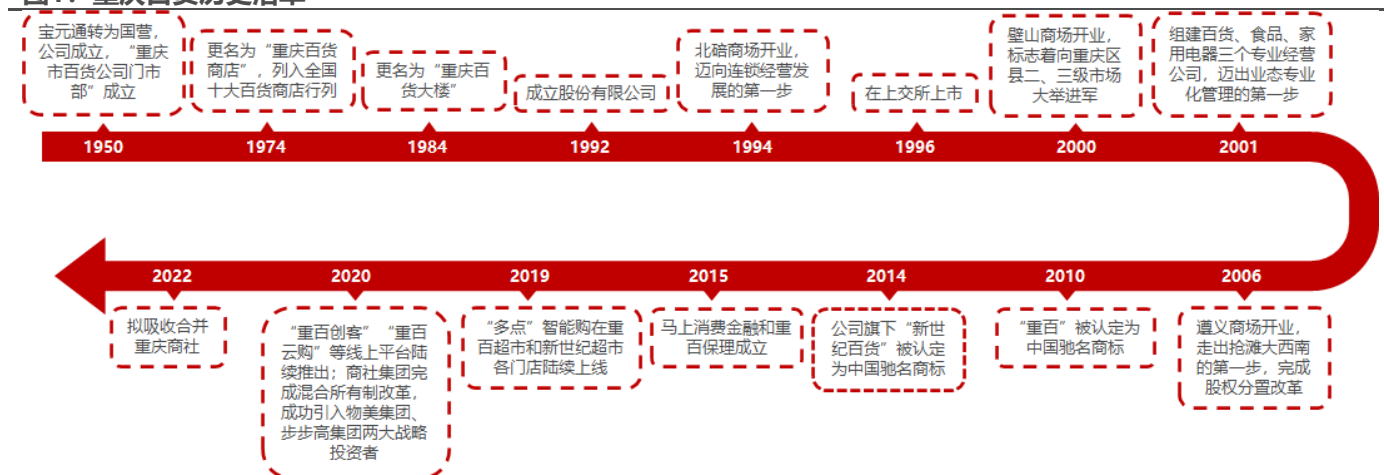 图1：重庆百货历史沿革
宝元通转为国营，
公司成立，“重庆
市百货公司门市
部”成立
更名为“重庆百货
商店”，列入全国
十大百货商店行列
更名为“重庆百
货大楼”
成立股份有限公司
北碚商场开业，
迈向连锁经营发
展的第一步
在上交所上市
璧山商场开业，
标志着向重庆区
县二、三级市场
大举进军
组建百货、食品、家
用电器三个专业经营
公司，迈出业态专业
化管理的第一步
1950
1974
1984
1992
1994
1996
2000
2001
2022
2020
2019
2015
2014
2010
2006
拟吸收合并
重庆商社
“重百创客”“重百
云购”等线上平台陆
续推出；商社集团完
成混合所有制改革，
成功引入物美集团、
步步高集团两大战略
投资者
“多点”智能购在重
百超市和新世纪超市
各门店陆续上线
马上消费金融和重
百保理成立
公司旗下“新世
纪百货”被认定
为中国驰名商标
“重百”被认定为
中国驰名商标
遵义商场开业，
走出抢滩大西南
的第一步，完成
股权分置改革